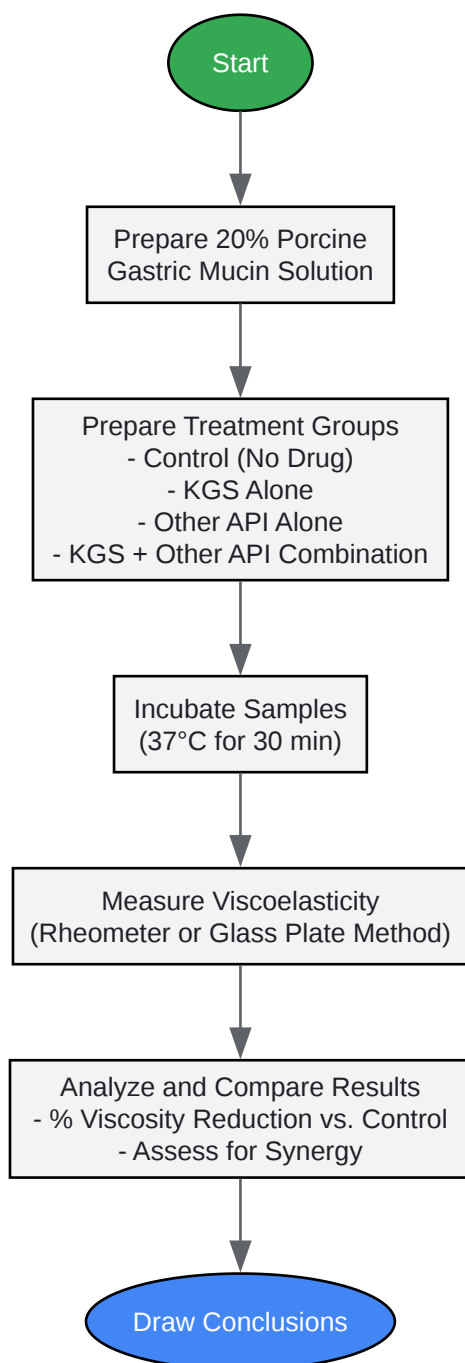 Start
Prepare 20% Porcine
Gastric Mucin Solution
Prepare Treatment Groups
- Control (No Drug)
- KGS Alone
- Other API Alone
- KGS + Other API Combination
Incubate Samples
(37°C for 30 min)
Measure Viscoelasticity
(Rheometer or Glass Plate Method)
Analyze and Compare Results
- % Viscosity Reduction vs. Control
- Assess for Synergy
Draw Conclusions